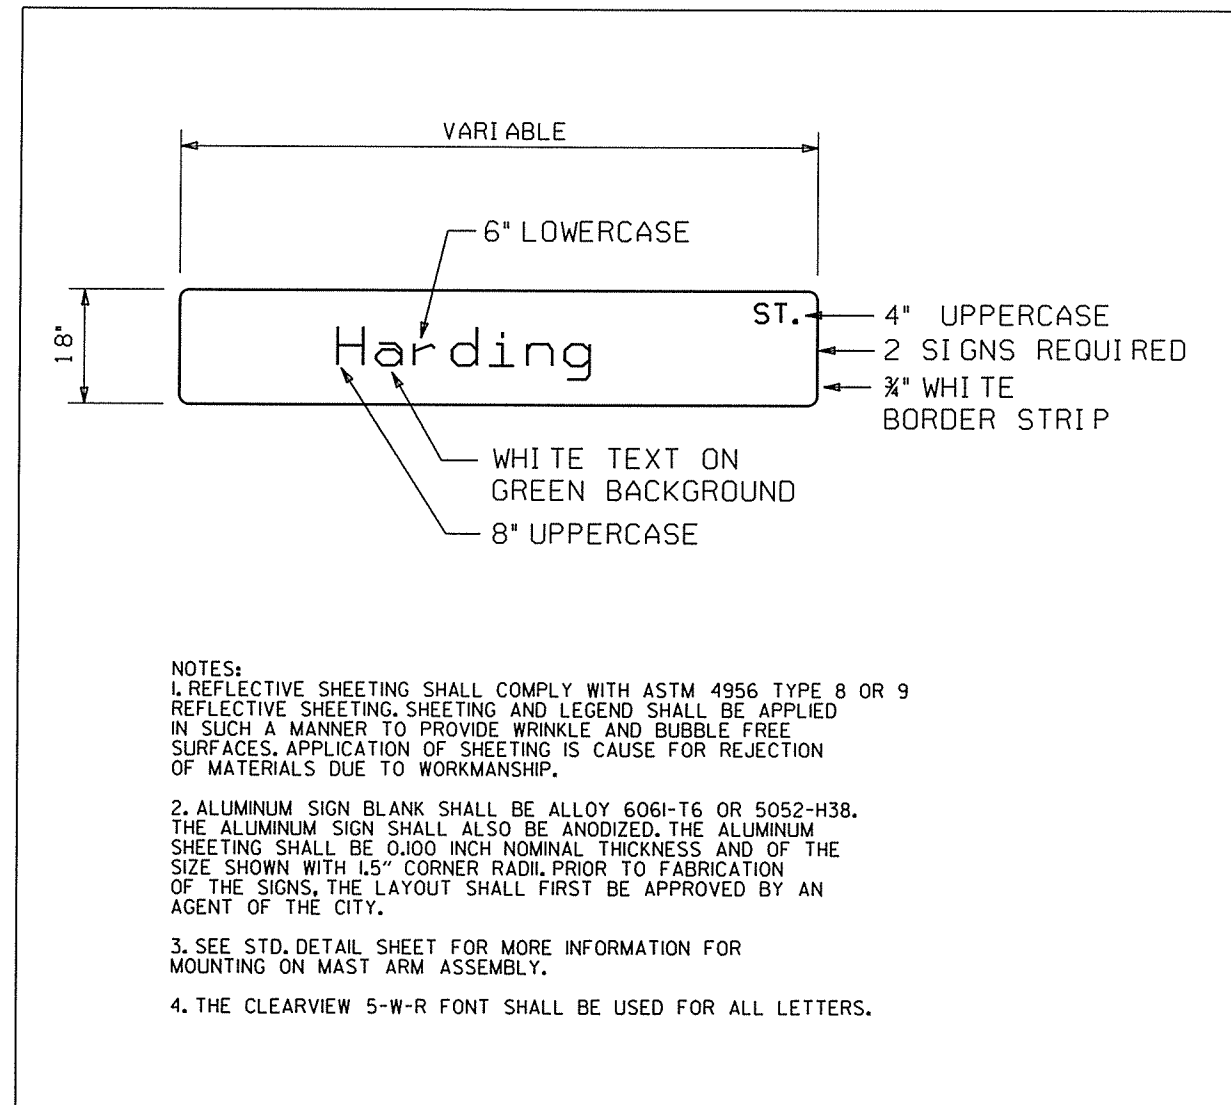 VARIABLE
6" LOWERCASE
ST.
4" UPPERCASE
18"
Harding
2 SIGNS REQUIRED
¾" WHITE
BORDER STRIP
WHITE TEXT ON
GREEN BACKGROUND
8" UPPERCASE
NOTES:
1. REFLECTIVE SHEETING SHALL COMPLY WITH ASTM 4956 TYPE 8 OR 9
REFLECTIVE SHEETING. SHEETING AND LEGEND SHALL BE APPLIED
IN SUCH A MANNER TO PROVIDE WRINKLE AND BUBBLE FREE
SURFACES. APPLICATION OF SHEETING IS CAUSE FOR REJECTION
OF MATERIALS DUE TO WORKMANSHIP.
2. ALUMINUM SIGN BLANK SHALL BE ALLOY 6061-T6 OR 5052-H38.
THE ALUMINUM SIGN SHALL ALSO BE ANODIZED. THE ALUMINUM
SHEETING SHALL BE 0.100 INCH NOMINAL THICKNESS AND OF THE
SIZE SHOWN WITH 1.5" CORNER RADII. PRIOR TO FABRICATION
OF THE SIGNS, THE LAYOUT SHALL FIRST BE APPROVED BY AN
AGENT OF THE CITY.
3. SEE STD. DETAIL SHEET FOR MORE INFORMATION FOR
MOUNTING ON MAST ARM ASSEMBLY.
4. THE CLEARVIEW 5-W-R FONT SHALL BE USED FOR ALL LETTERS.